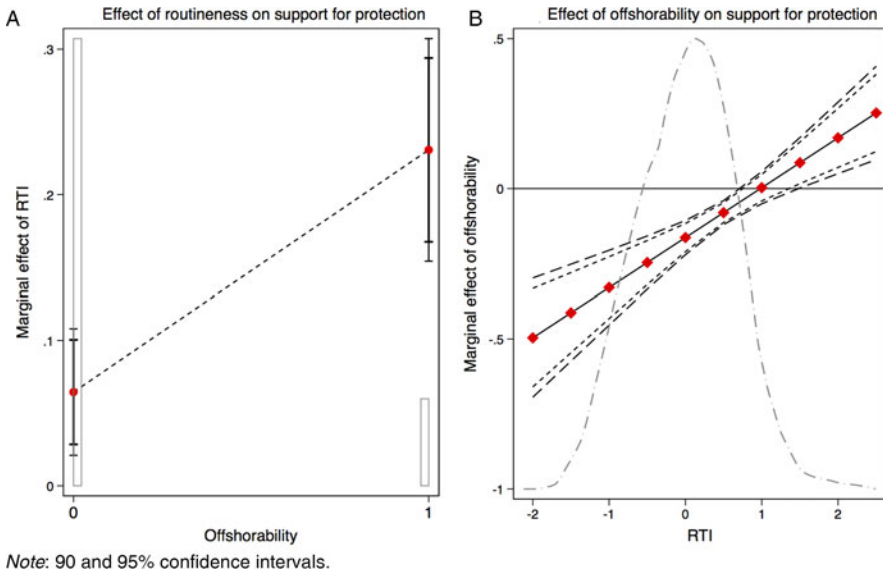 A
Effect of routineness on support for protection
Marginal effect of RTI
.3
.2
.1
0
0
1
Offshorability
B
Effect of offshorability on support for protection
Marginal effect of offshorability
.5
0
-.5
-1
-2
-1
0
1
2
RTI
Note: 90 and 95% confidence intervals.